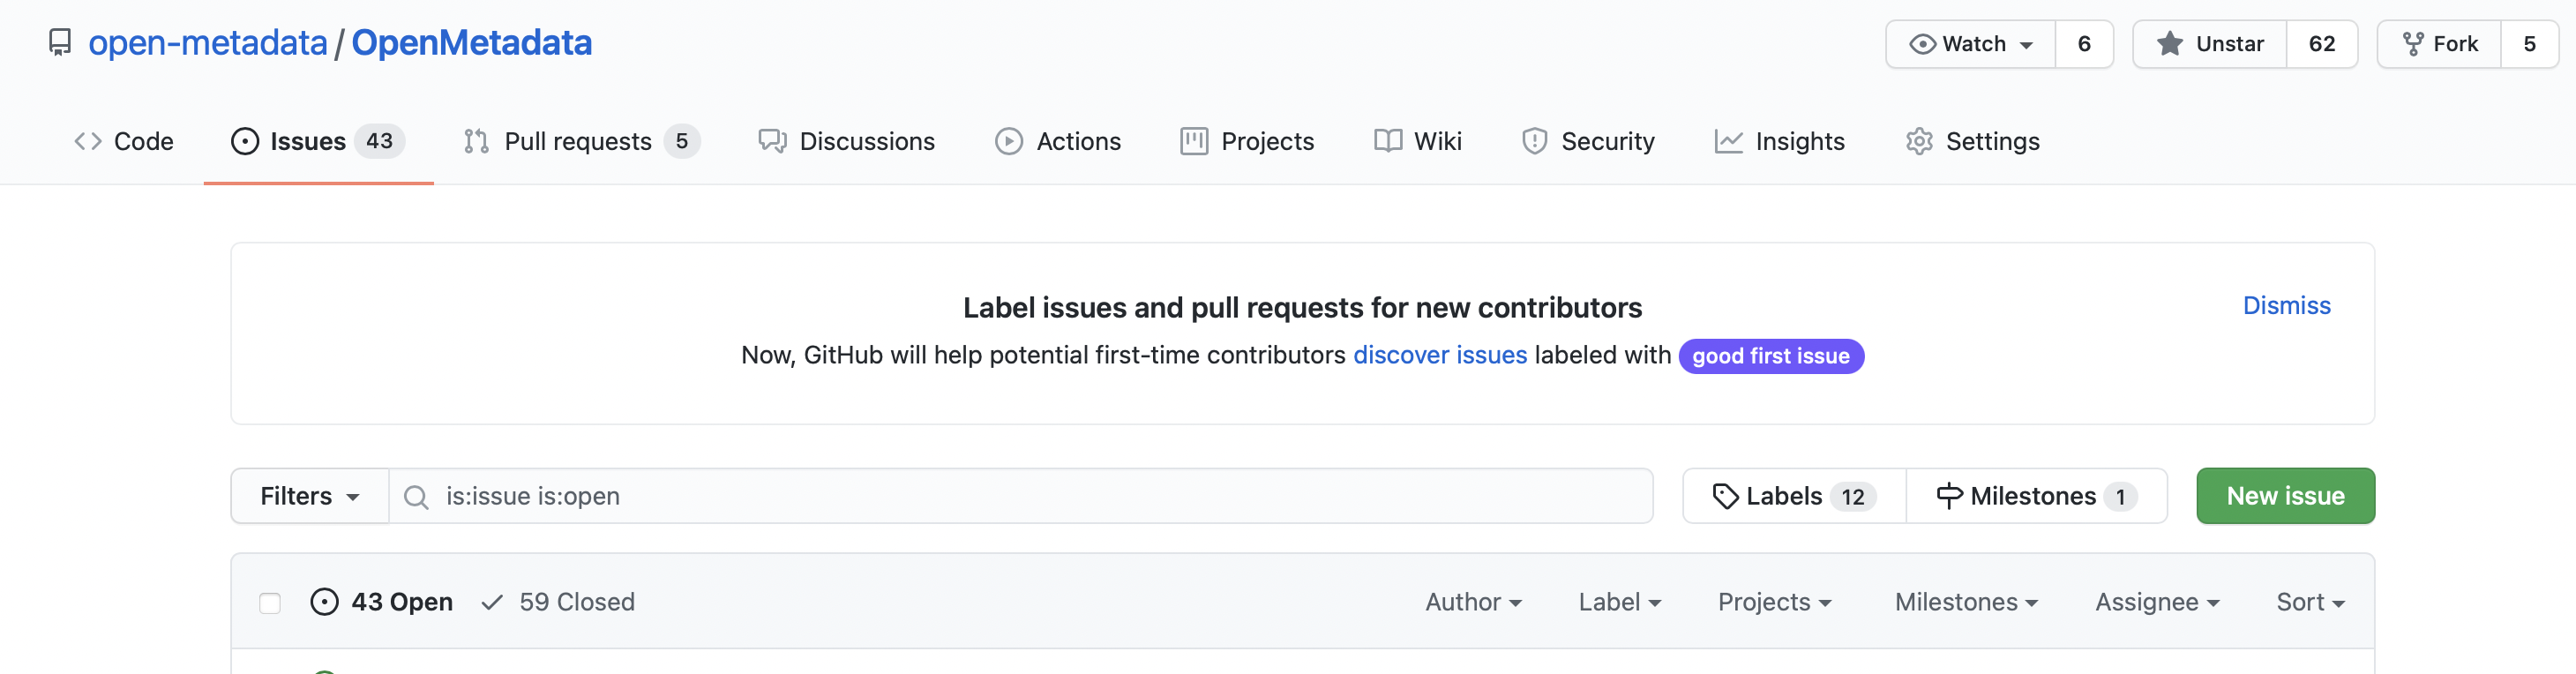 open-metadata / OpenMetadata Watch 6 Unstar 62 Fork 5
Code Issues 43 Pull requests 5 Discussions Actions Projects Wiki Security Insights Settings
Label issues and pull requests for new contributors Dismiss
Now, GitHub will help potential first-time contributors discover issues labeled with good first issue
Filters is:issue is:open Labels 12 Milestones 1 New issue
43 Open 59 Closed Author Label Projects Milestones Assignee Sort